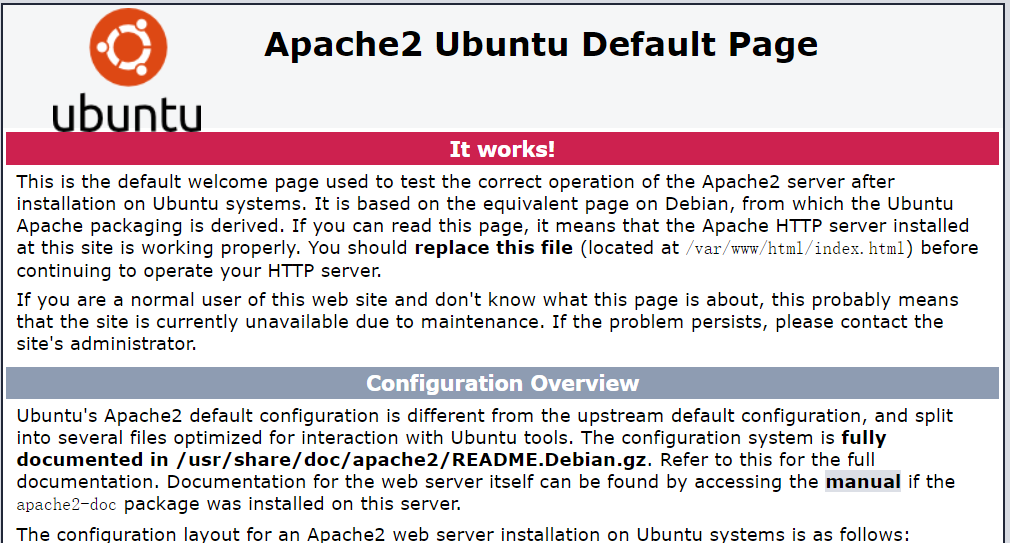 ubuntu
Apache2 Ubuntu Default Page
It works!
This is the default welcome page used to test the correct operation of the Apache2 server after
installation on Ubuntu systems. It is based on the equivalent page on Debian, from which the Ubuntu
Apache packaging is derived. If you can read this page, it means that the Apache HTTP server installed
at this site is working properly. You should replace this file (located at /var/www/html/index.html) before
continuing to operate your HTTP server.
If you are a normal user of this web site and don't know what this page is about, this probably means
that the site is currently unavailable due to maintenance. If the problem persists, please contact the
site's administrator.
Configuration Overview
Ubuntu's Apache2 default configuration is different from the upstream default configuration, and split
into several files optimized for interaction with Ubuntu tools. The configuration system is fully
documented in /usr/share/doc/apache2/README.Debian.gz. Refer to this for the full
documentation. Documentation for the web server itself can be found by accessing the manual if the
apache2-doc package was installed on this server.
The configuration layout for an Apache2 web server installation on Ubuntu systems is as follows: